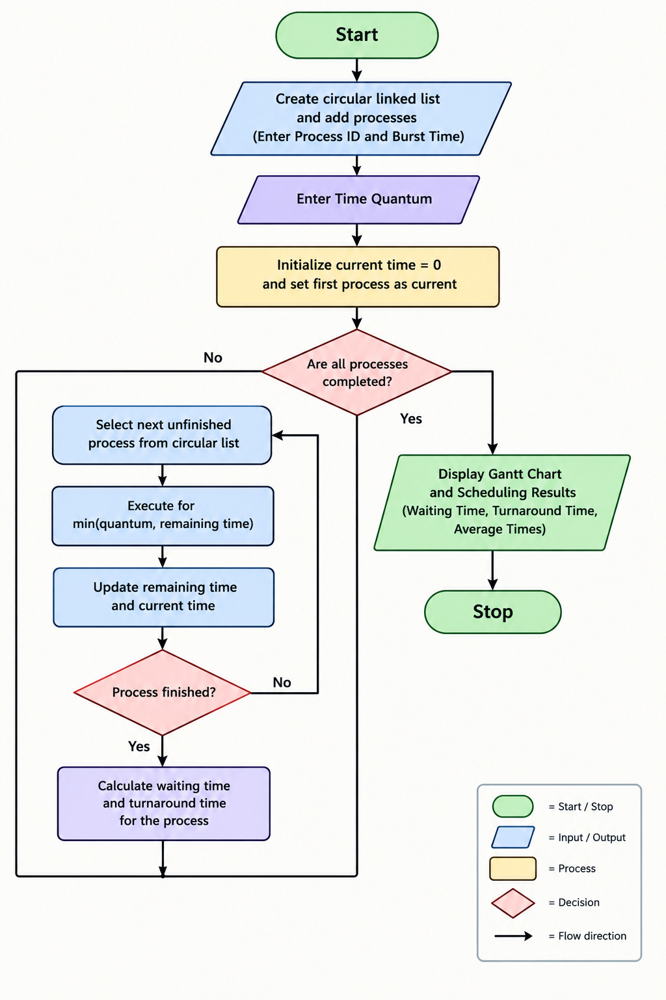 Start
Create circular linked list
and add processes
(Enter Process ID and Burst Time)
Enter Time Quantum
Initialize current time = 0
and set first process as current
Are all processes
completed?
No
Yes
Select next unfinished
process from circular list
Execute for
min(quantum, remaining time)
Update remaining time
and current time
Process finished?
No
Yes
Calculate waiting time
and turnaround time
for the process
Display Gantt Chart
and Scheduling Results
(Waiting Time, Turnaround Time,
Average Times)
Stop
= Start / Stop
= Input / Output
= Process
= Decision
= Flow direction